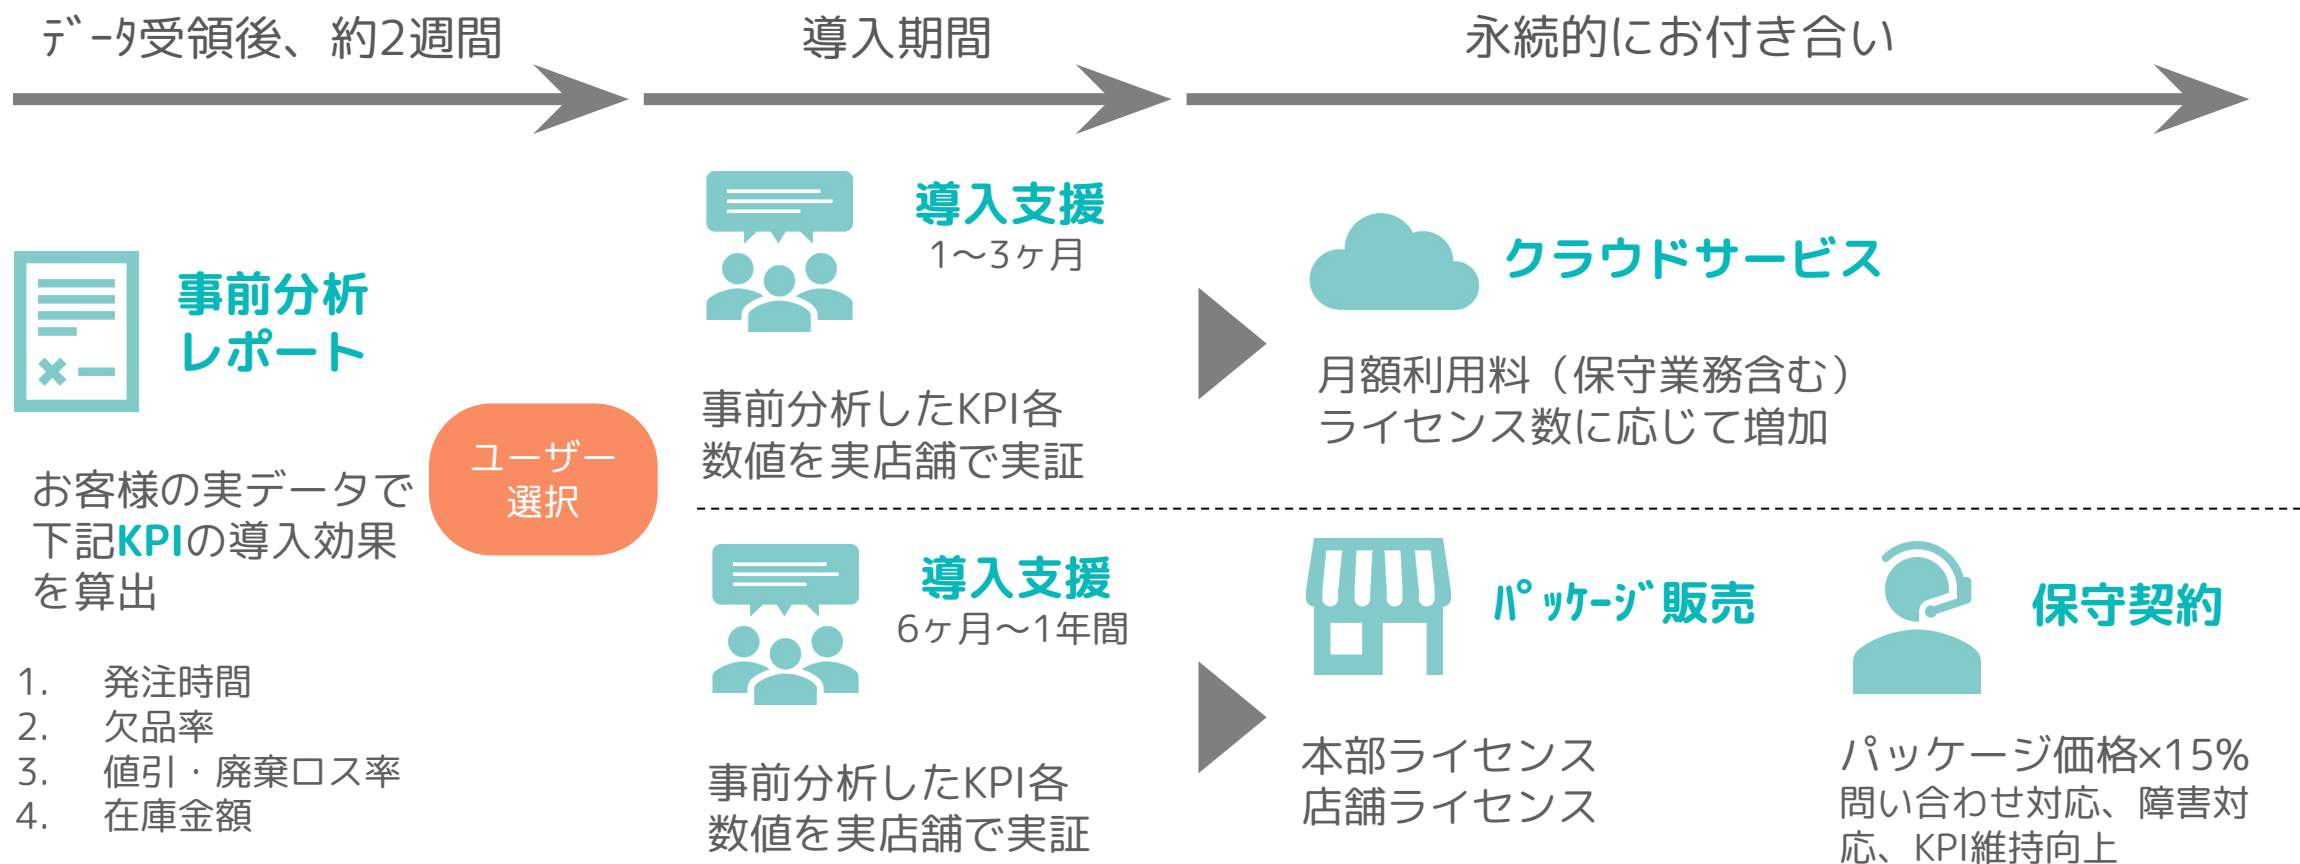 ﾃﾞｰﾀ受領後、約2週間
導入期間
永続的にお付き合い
事前分析
レポート
お客様の実データで
下記KPIの導入効果
を算出
1. 発注時間
2. 欠品率
3. 値引・廃棄ロス率
4. 在庫金額
ユーザー
選択
導入支援
1～3ヶ月
事前分析したKPI各
数値を実店舗で実証
クラウドサービス
月額利用料（保守業務含む）
ライセンス数に応じて増加
導入支援
6ヶ月～1年間
事前分析したKPI各
数値を実店舗で実証
ﾊﾟｯｹｰｼﾞ販売
本部ライセンス
店舗ライセンス
保守契約
パッケージ価格×15%
問い合わせ対応、障害対
応、KPI維持向上